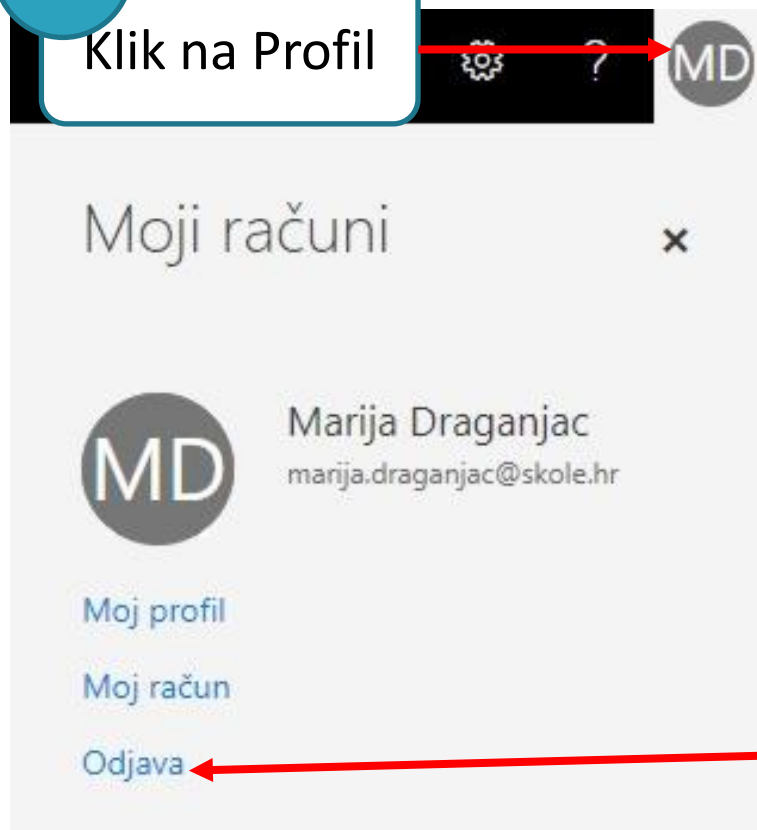 Klik na Profil
? MD
Moji računi
×
MD
Marija Draganjac
marija.draganjac@skole.hr
Moj profil
Moj račun
Odjava